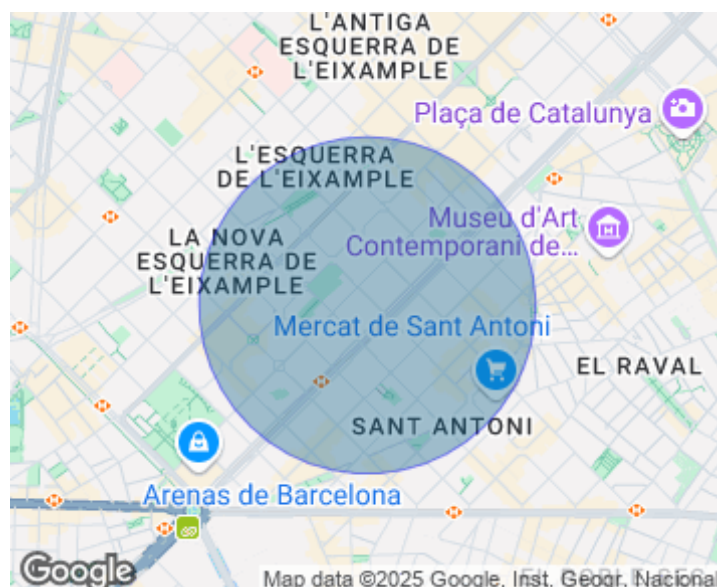 L'ANTIGA
ESQUERRA DE
L'EIXAMPLE
Plaça de Catalunya
L'ESQUERRA
DE L'EIXAMPLE
Museu d'Art
Contemporani de...
LA NOVA
ESQUERRA DE
L'EIXAMPLE
Mercat de Sant Antoni
EL RAVAL
SANT ANTONI
Arenas de Barcelona
Google
Map data ©2025 Google, Inst. Geogr. Nacional